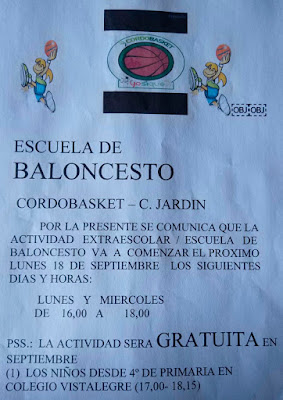 CORDOBASKET
OBJ OBJ
ESCUELA DE
BALONCESTO
CORDOBASKET – C. JARDIN
POR LA PRESENTE SE COMUNICA QUE LA
ACTIVIDAD EXTRAESCOLAR / ESCUELA DE
BALONCESTO VA A COMENZAR EL PROXIMO
LUNES 18 DE SEPTIEMBRE LOS SIGUIENTES
DIAS Y HORAS:
LUNES Y MIERCOLES
DE 16,00 A 18,00
PSS.: LA ACTIVIDAD SERA GRATUITA EN
SEPTIEMBRE
(1) LOS NIÑOS DESDE 4º DE PRIMARIA EN
COLEGIO VISTALEGRE (17,00- 18,15)